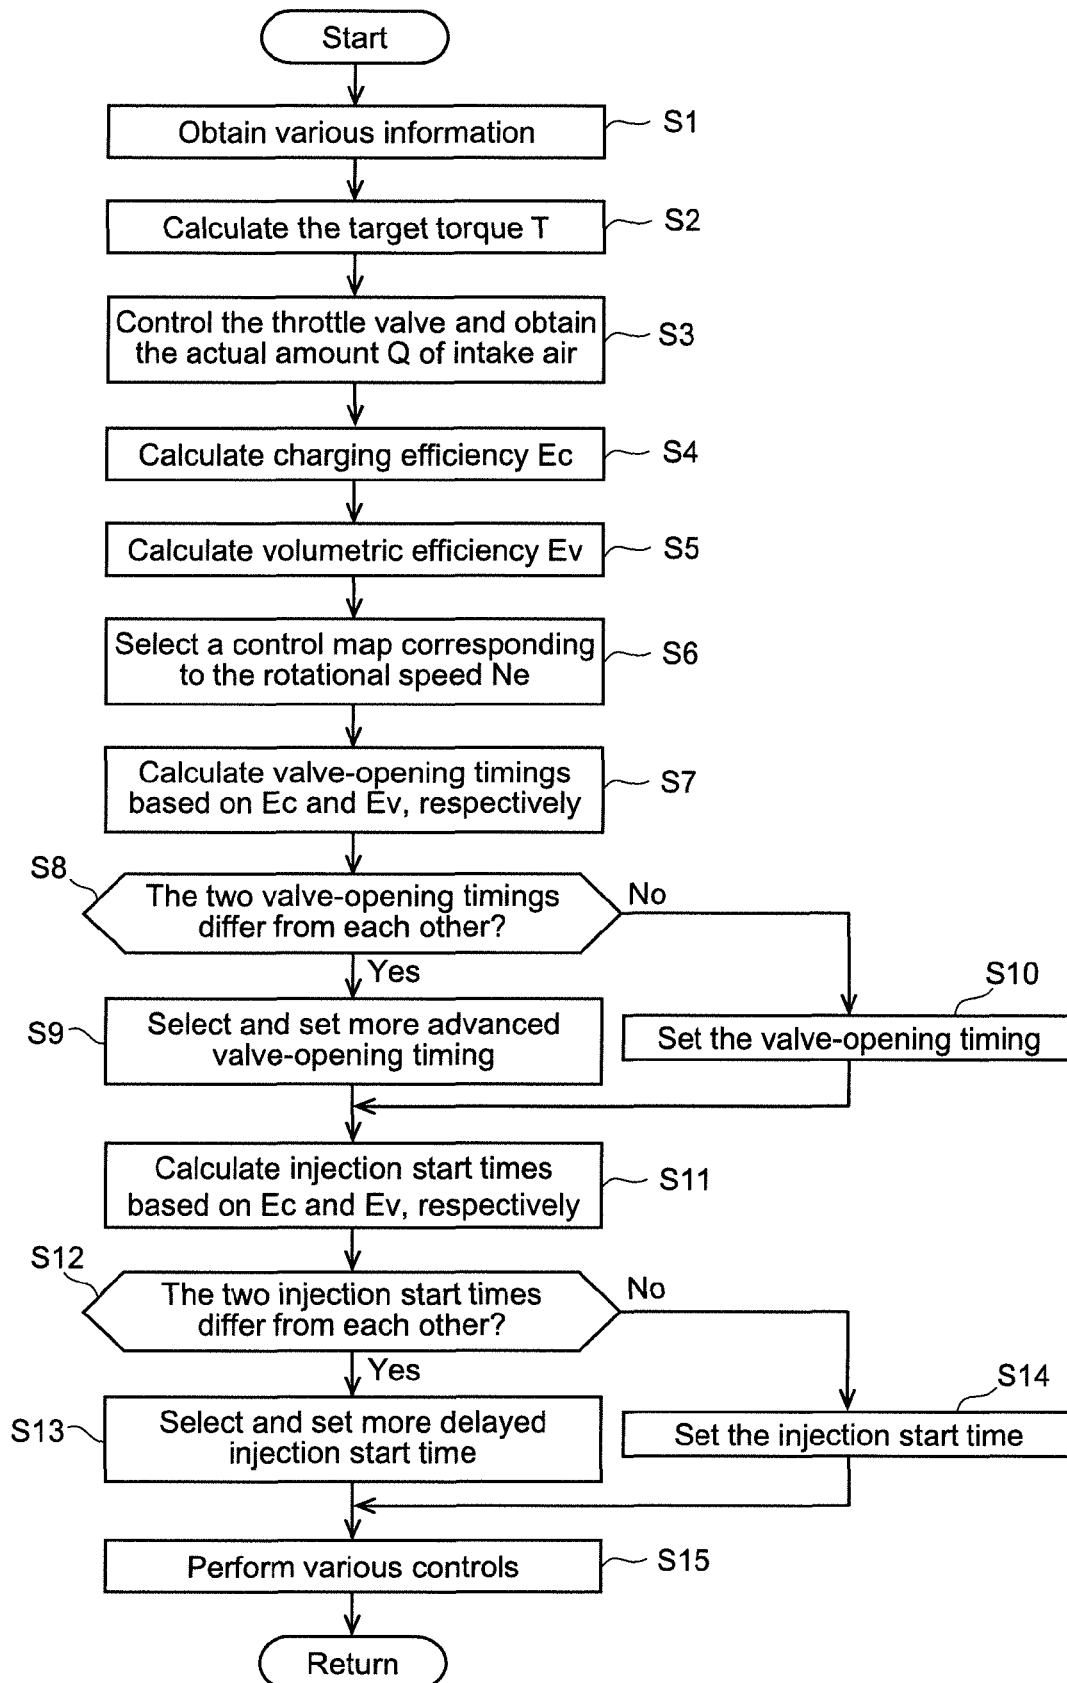 Start
Obtain various information
S1
Calculate the target torque T
S2
Control the throttle valve and obtain
the actual amount Q of intake air
S3
Calculate charging efficiency Ec
S4
Calculate volumetric efficiency Ev
S5
Select a control map corresponding
to the rotational speed Ne
S6
Calculate valve-opening timings
based on Ec and Ev, respectively
S7
S8
The two valve-opening timings
differ from each other?
No
Yes
S9
Select and set more advanced
valve-opening timing
S10
Set the valve-opening timing
Calculate injection start times
based on Ec and Ev, respectively
S11
S12
The two injection start times
differ from each other?
No
Yes
S13
Select and set more delayed
injection start time
S14
Set the injection start time
Perform various controls
S15
Return